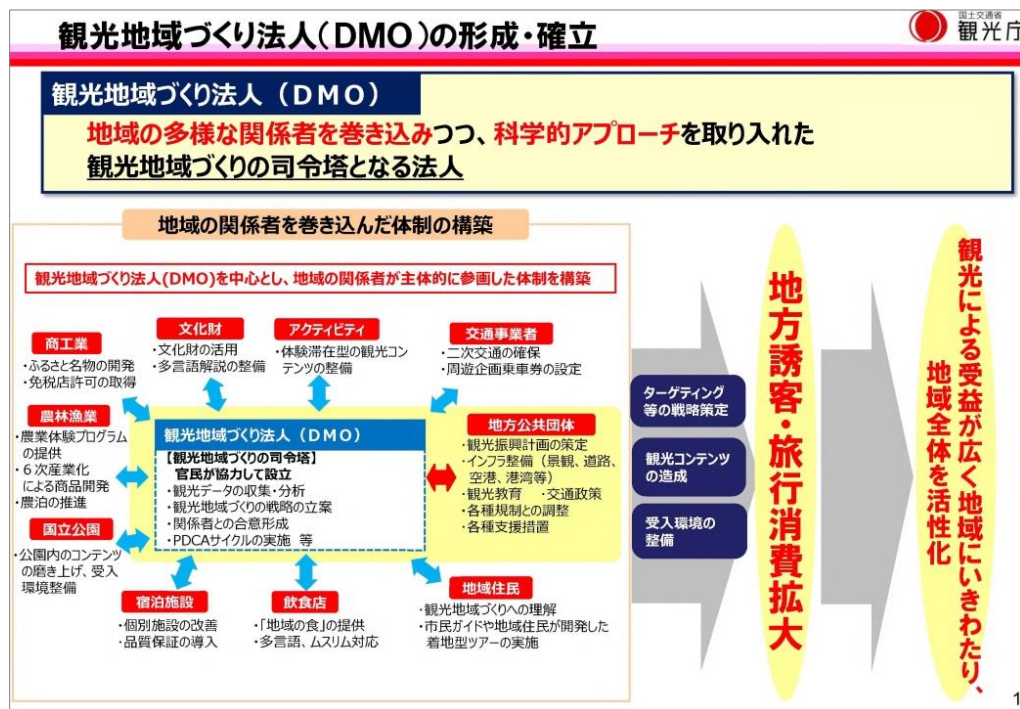 観光地域づくり法人(DMO)の形成・確立
国土交通省
観光庁
観光地域づくり法人（DMO）
地域の多様な関係者を巻き込みつつ、科学的アプローチを取り入れた
観光地域づくりの司令塔となる法人
地域の関係者を巻き込んだ体制の構築
観光地域づくり法人(DMO)を中心とし、地域の関係者が主体的に参画した体制を構築
商工業
・ふるさと名物の開発
・免税店許可の取得
文化財
・文化財の活用
・多言語解説の整備
アクティビティ
・体験滞在型の観光コン
テンツの整備
交通事業者
・二次交通の確保
・周遊企画乗車券の設定
農林漁業
・農業体験プログラム
の提供
・６次産業化
による商品開発
・農泊の推進
観光地域づくり法人（DMO）
【観光地域づくりの司令塔】
官民が協力して設立
・観光データの収集・分析
・観光地域づくりの戦略の立案
・関係者との合意形成
・PDCAサイクルの実施　等
地方公共団体
・観光振興計画の策定
・インフラ整備（景観、道路、
空港、港湾等）
・観光教育　・交通政策
・各種規制との調整
・各種支援措置
国立公園
・公園内のコンテンツ
の磨き上げ、受入
環境整備
宿泊施設
・個別施設の改善
・品質保証の導入
飲食店
・「地域の食」の提供
・多言語、ムスリム対応
地域住民
・観光地域づくりへの理解
・市民ガイドや地域住民が開発した
着地型ツアーの実施
ターゲティング
等の戦略策定
観光コンテンツ
の造成
受入環境の
整備
地方誘客・旅行消費拡大
観光による受益が広く地域にいきわたり、
地域全体を活性化
1